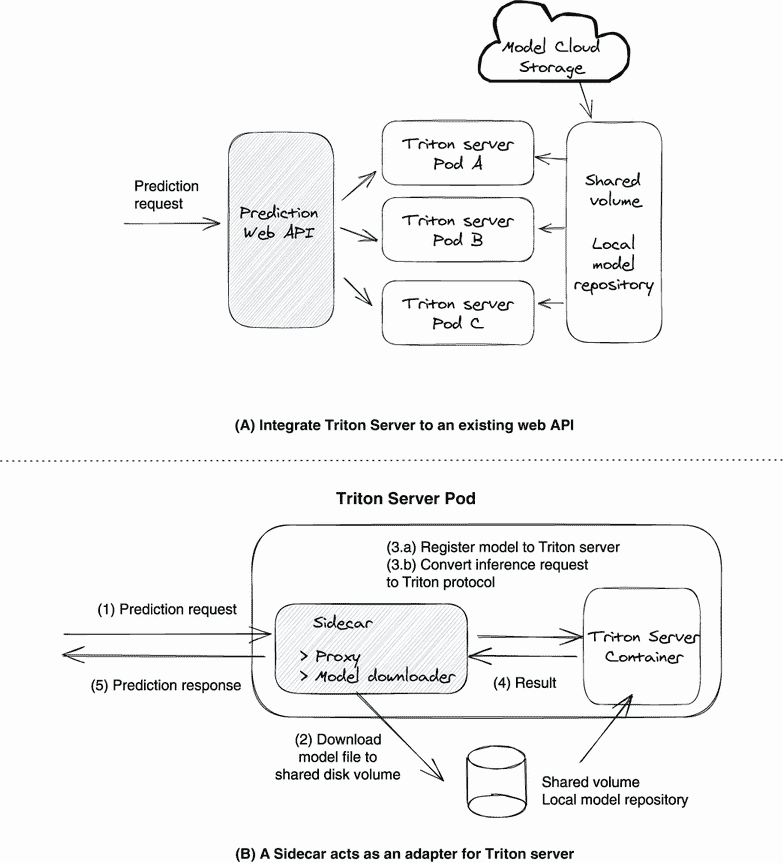 Model Cloud
Storage
Prediction
request
Prediction
Web API
Triton server
Pod A
Triton server
Pod B
Triton server
Pod C
Shared
volume
Local
model
repository
(A) Integrate Triton Server to an existing web API
Triton Server Pod
(3.a) Register model to Triton server
(3.b) Convert inference request
to Triton protocol
(1) Prediction request
Sidecar
> Proxy
> Model downloader
Triton Server
Container
(5) Prediction response
(4) Result
(2) Download
model file to
shared disk volume
Shared volume
Local model repository
(B) A Sidecar acts as an adapter for Triton server